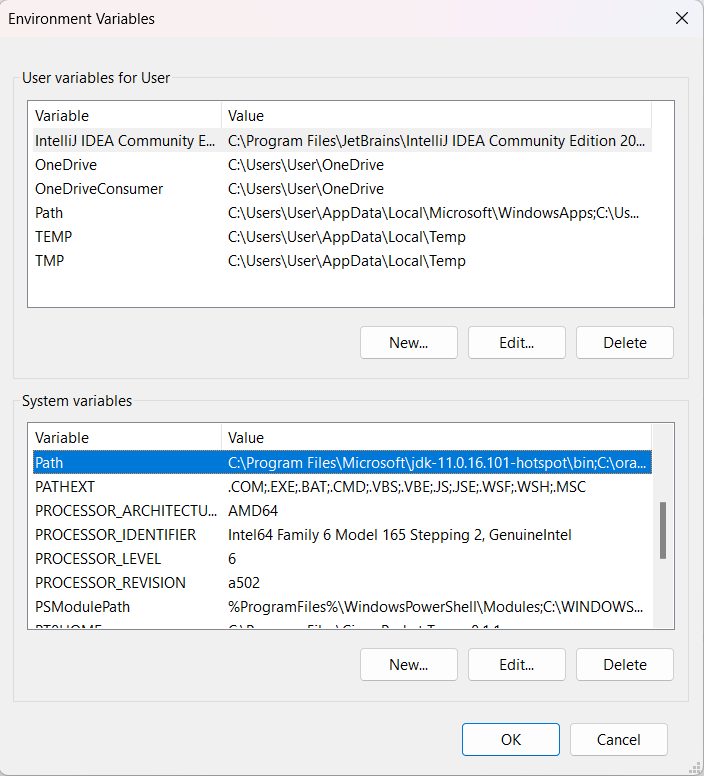 Environment Variables
User variables for User
Variable Value
IntelliJ IDEA Community E... C:\Program Files\JetBrains\IntelliJ IDEA Community Edition 20...
OneDrive C:\Users\User\OneDrive
OneDriveConsumer C:\Users\User\OneDrive
Path C:\Users\User\AppData\Local\Microsoft\WindowsApps;C:\Us...
TEMP C:\Users\User\AppData\Local\Temp
TMP C:\Users\User\AppData\Local\Temp
New... Edit... Delete
System variables
Variable Value
Path C:\Program Files\Microsoft\jdk-11.0.16.101-hotspot\bin;C:\ora...
PATHEXT .COM;.EXE;.BAT;.CMD;.VBS;.VBE;.JS;.JSE;.WSF;.WSH;.MSC
PROCESSOR_ARCHITECTU... AMD64
PROCESSOR_IDENTIFIER Intel64 Family 6 Model 165 Stepping 2, GenuineIntel
PROCESSOR_LEVEL 6
PROCESSOR_REVISION a502
PSModulePath %ProgramFiles%\WindowsPowerShell\Modules;C:\WINDOWS...
New... Edit... Delete
OK Cancel